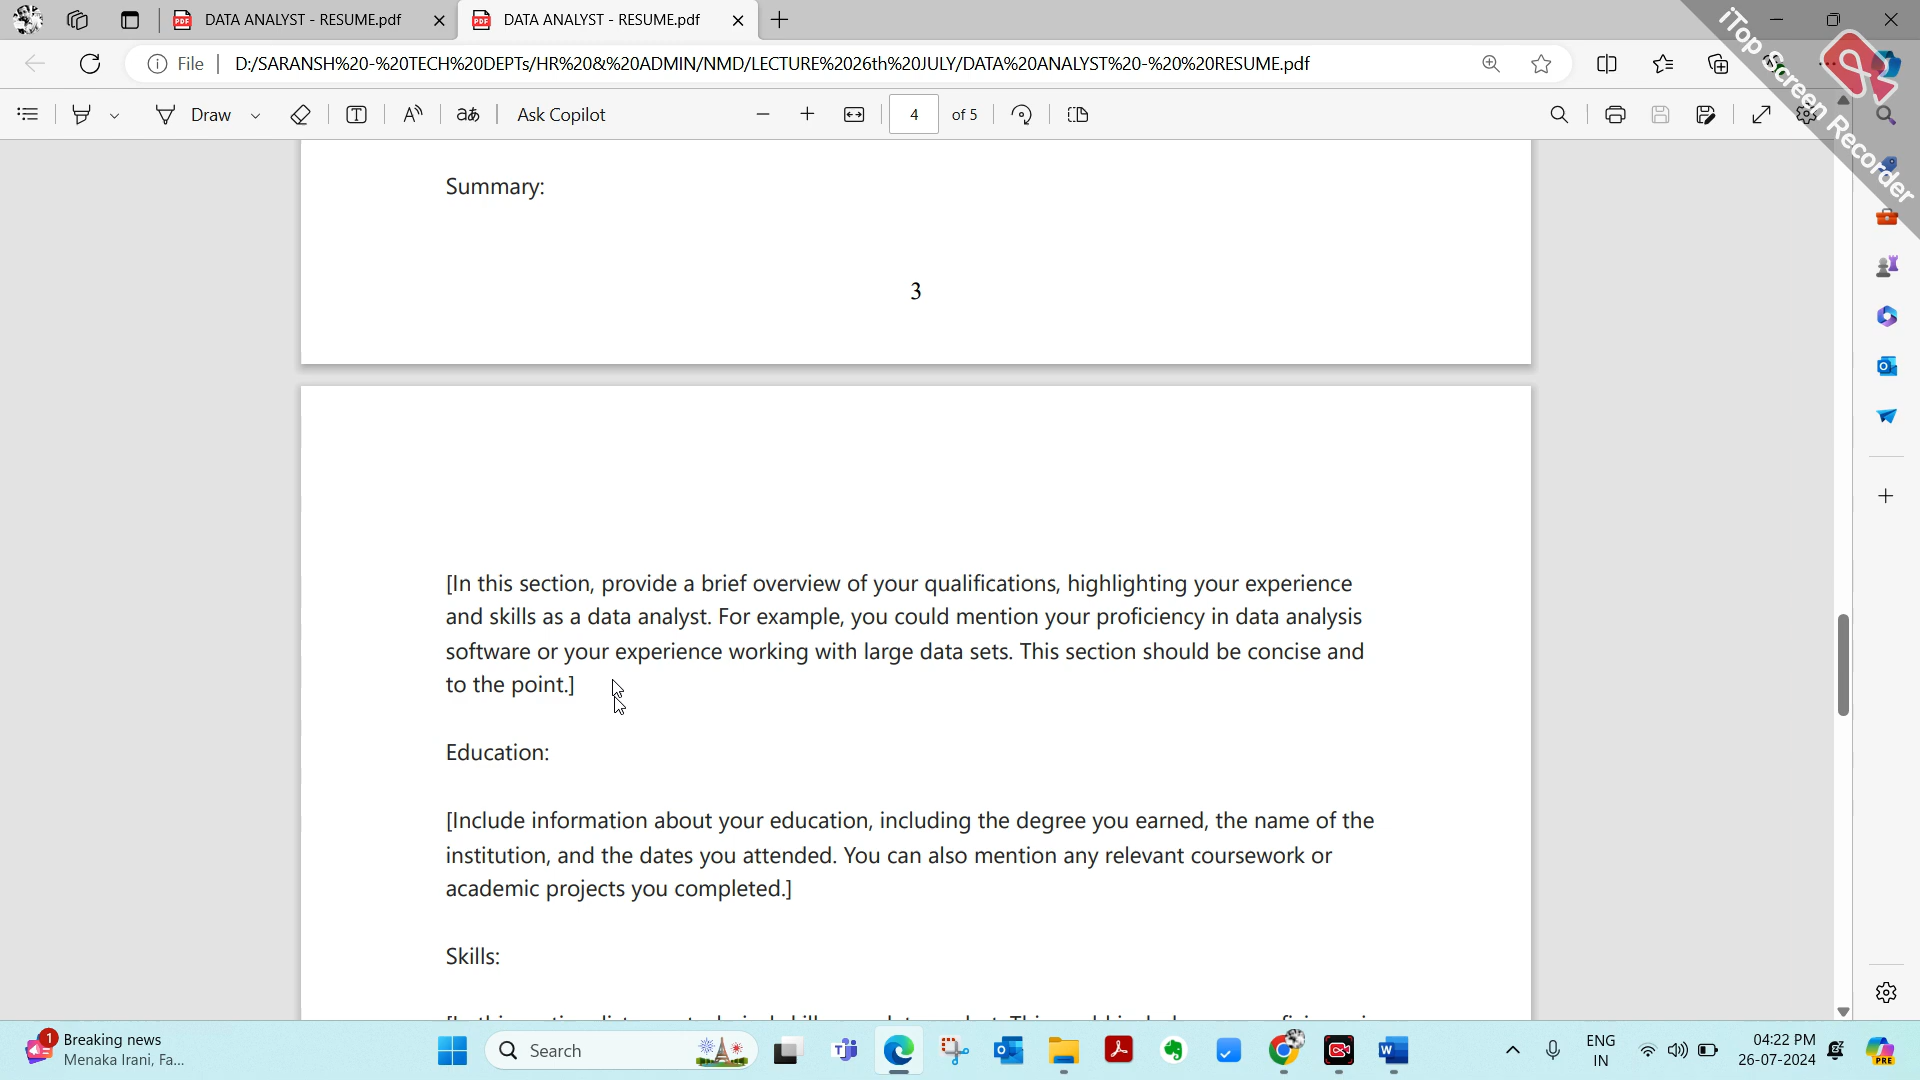 DATA ANALYST - RESUME.pdf
DATA ANALYST - RESUME.pdf
File
D:/SARANSH%20-%20TECH%20DEPTs/HR%20&%20ADMIN/NMD/LECTURE%2026th%20JULY/DATA%20ANALYST%20-%20%20RESUME.pdf
iTop Screen Recorder
Draw
Ask Copilot
4
of 5
Summary:
3
[In this section, provide a brief overview of your qualifications, highlighting your experience
and skills as a data analyst. For example, you could mention your proficiency in data analysis
software or your experience working with large data sets. This section should be concise and
to the point.]
Education:
[Include information about your education, including the degree you earned, the name of the
institution, and the dates you attended. You can also mention any relevant coursework or
academic projects you completed.]
Skills:
1
Breaking news
Menaka Irani, Fa...
Search
ENG
IN
04:22 PM
26-07-2024
PRE